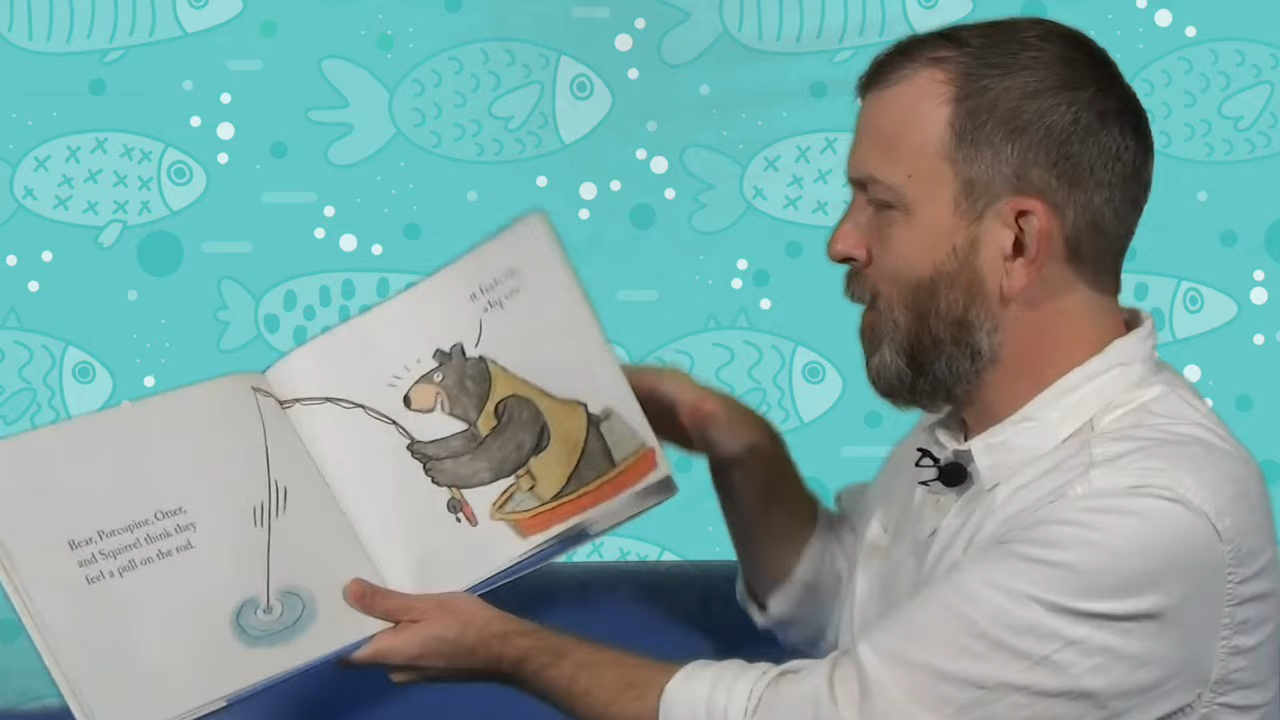 Bear, Porcupine, Otter,
and Squirrel think they
feel a pull on the rod.